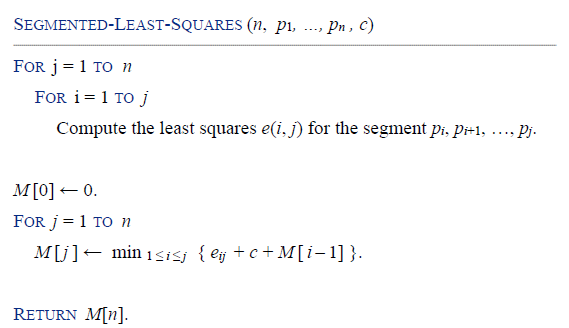 SEGMENTED-LEAST-SQUARES (n, p1, …, pn , c)
FOR j = 1 TO n
FOR i = 1 TO j
Compute the least squares e(i, j) for the segment pi, pi+1, …, pj.
M [0] ← 0.
FOR j = 1 TO n
M [j] ← min 1 ≤ i ≤ j { eij + c + M [i – 1] }.
RETURN M[n].